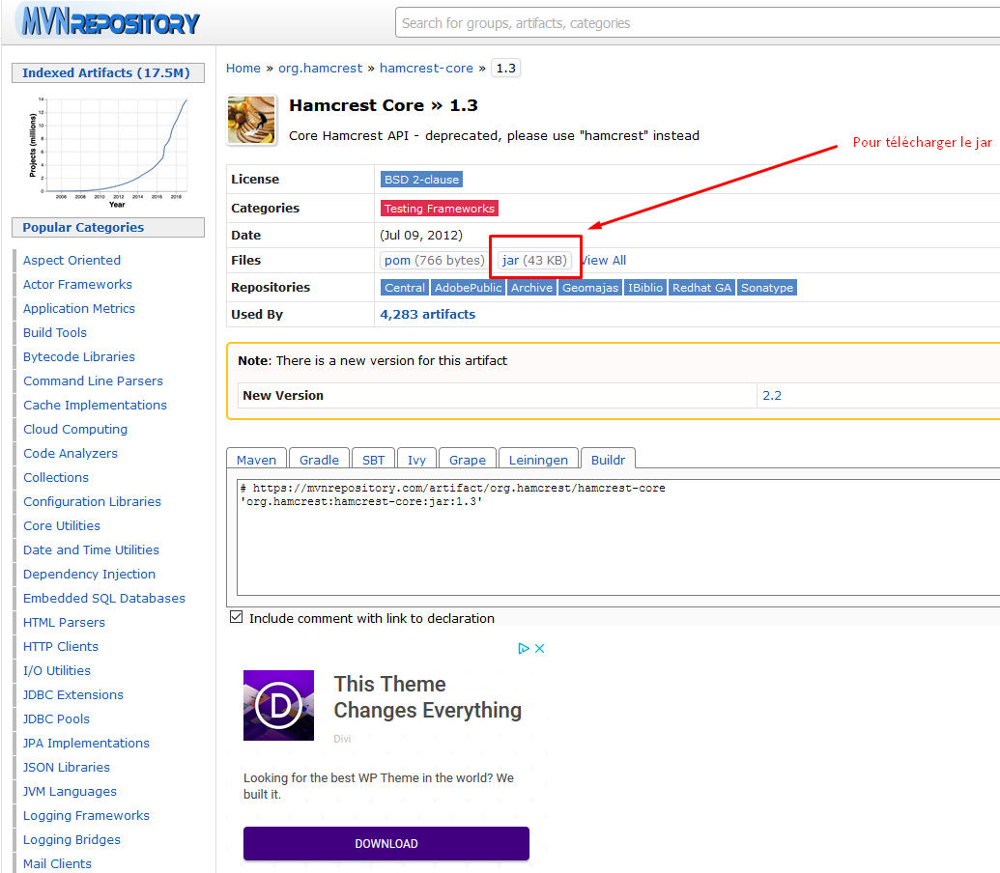 MVNREPOSITORY
Search for groups, artifacts, categories
Indexed Artifacts (17.5M)
Projects (millions)
14
12
10
8
6
4
2
0
2006 2008 2010 2012 2014 2016 2018
Year
Popular Categories
Aspect Oriented
Actor Frameworks
Application Metrics
Build Tools
Bytecode Libraries
Command Line Parsers
Cache Implementations
Cloud Computing
Code Analyzers
Collections
Configuration Libraries
Core Utilities
Date and Time Utilities
Dependency Injection
Embedded SQL Databases
HTML Parsers
HTTP Clients
I/O Utilities
JDBC Extensions
JDBC Pools
JPA Implementations
JSON Libraries
JVM Languages
Logging Frameworks
Logging Bridges
Mail Clients
Home » org.hamcrest » hamcrest-core » 1.3
Hamcrest Core » 1.3
Core Hamcrest API - deprecated, please use "hamcrest" instead
Pour télécharger le jar
License BSD 2-clause
Categories Testing Frameworks
Date (Jul 09, 2012)
Files pom (766 bytes) jar (43 KB) View All
Repositories Central AdobePublic Archive Geomajas IBiblio Redhat GA Sonatype
Used By 4,283 artifacts
Note: There is a new version for this artifact
New Version 2.2
Maven Gradle SBT Ivy Grape Leiningen Buildr
# https://mvnrepository.com/artifact/org.hamcrest/hamcrest-core
'org.hamcrest:hamcrest-core:jar:1.3'
Include comment with link to declaration
D
This Theme
Changes Everything
Divi
Looking for the best WP Theme in the world? We
built it.
DOWNLOAD